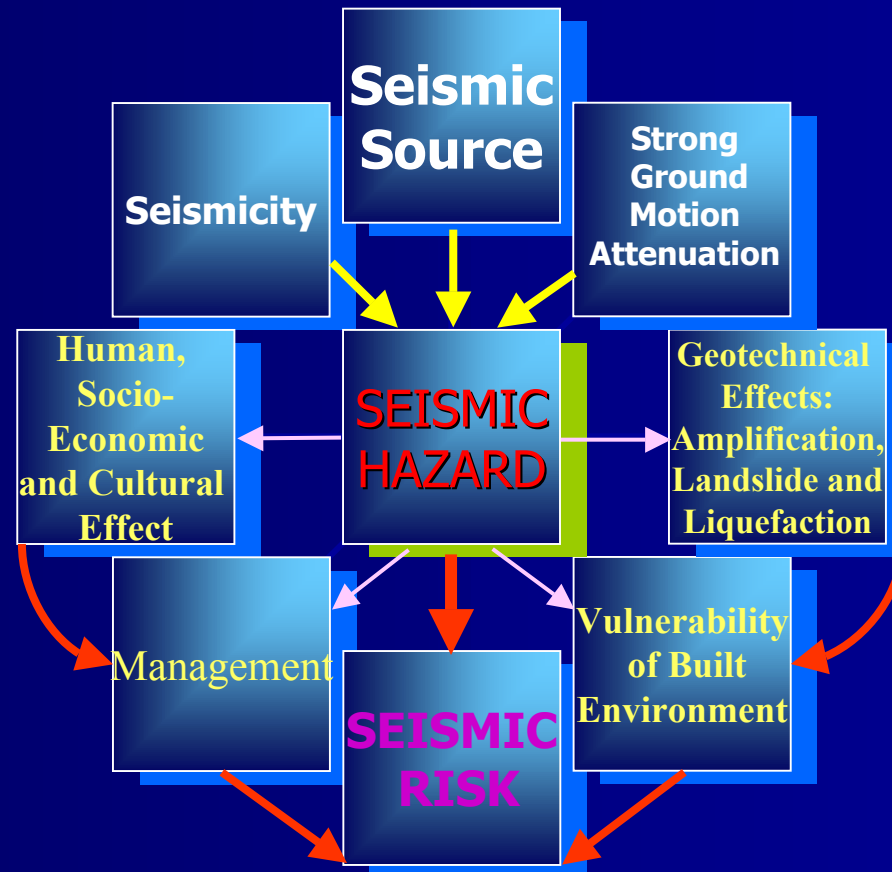 Seismic
Source
Seismicity
Strong
Ground
Motion
Attenuation
Human,
Socio-
Economic
and Cultural
Effect
SEISMIC
HAZARD
Geotechnical
Effects:
Amplification,
Landslide and
Liquefaction
Management
Vulnerability
of Built
Environment
SEISMIC
RISK